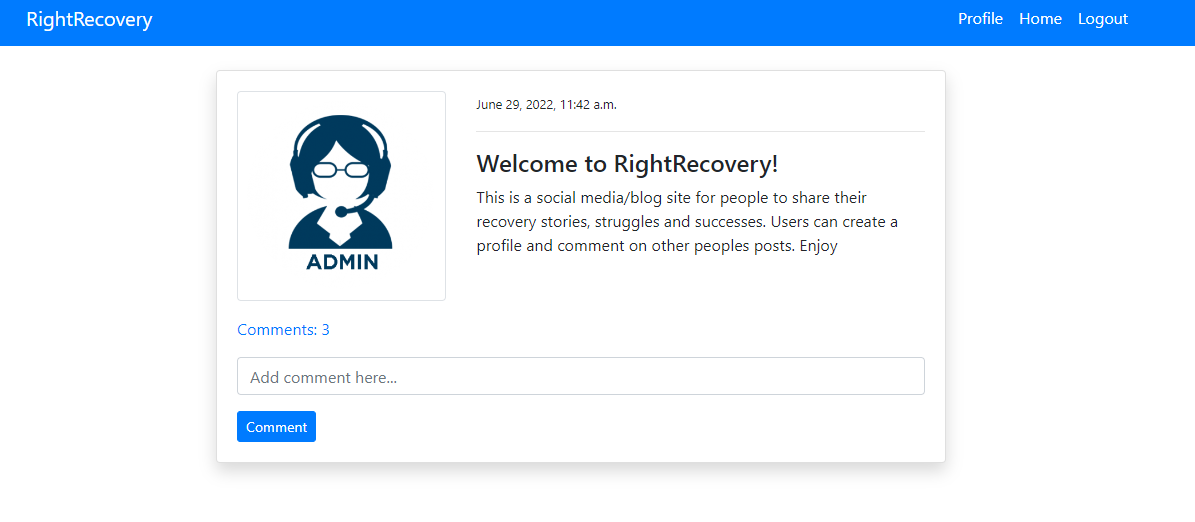 RightRecovery
Profile Home Logout
June 29, 2022, 11:42 a.m.
Welcome to RightRecovery!
This is a social media/blog site for people to share their
recovery stories, struggles and successes. Users can create a
profile and comment on other peoples posts. Enjoy
ADMIN
Comments: 3
Add comment here...
Comment